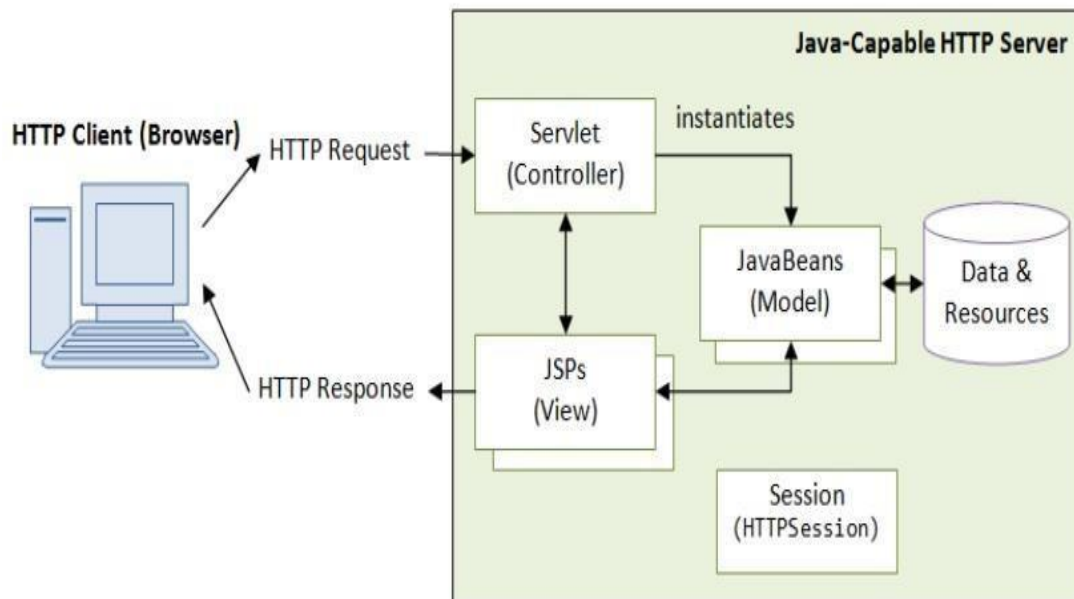 Java-Capable HTTP Server
HTTP Client (Browser)
HTTP Request
Servlet
(Controller)
instantiates
JavaBeans
(Model)
Data &
Resources
HTTP Response
JSPs
(View)
Session
(HTTPSession)